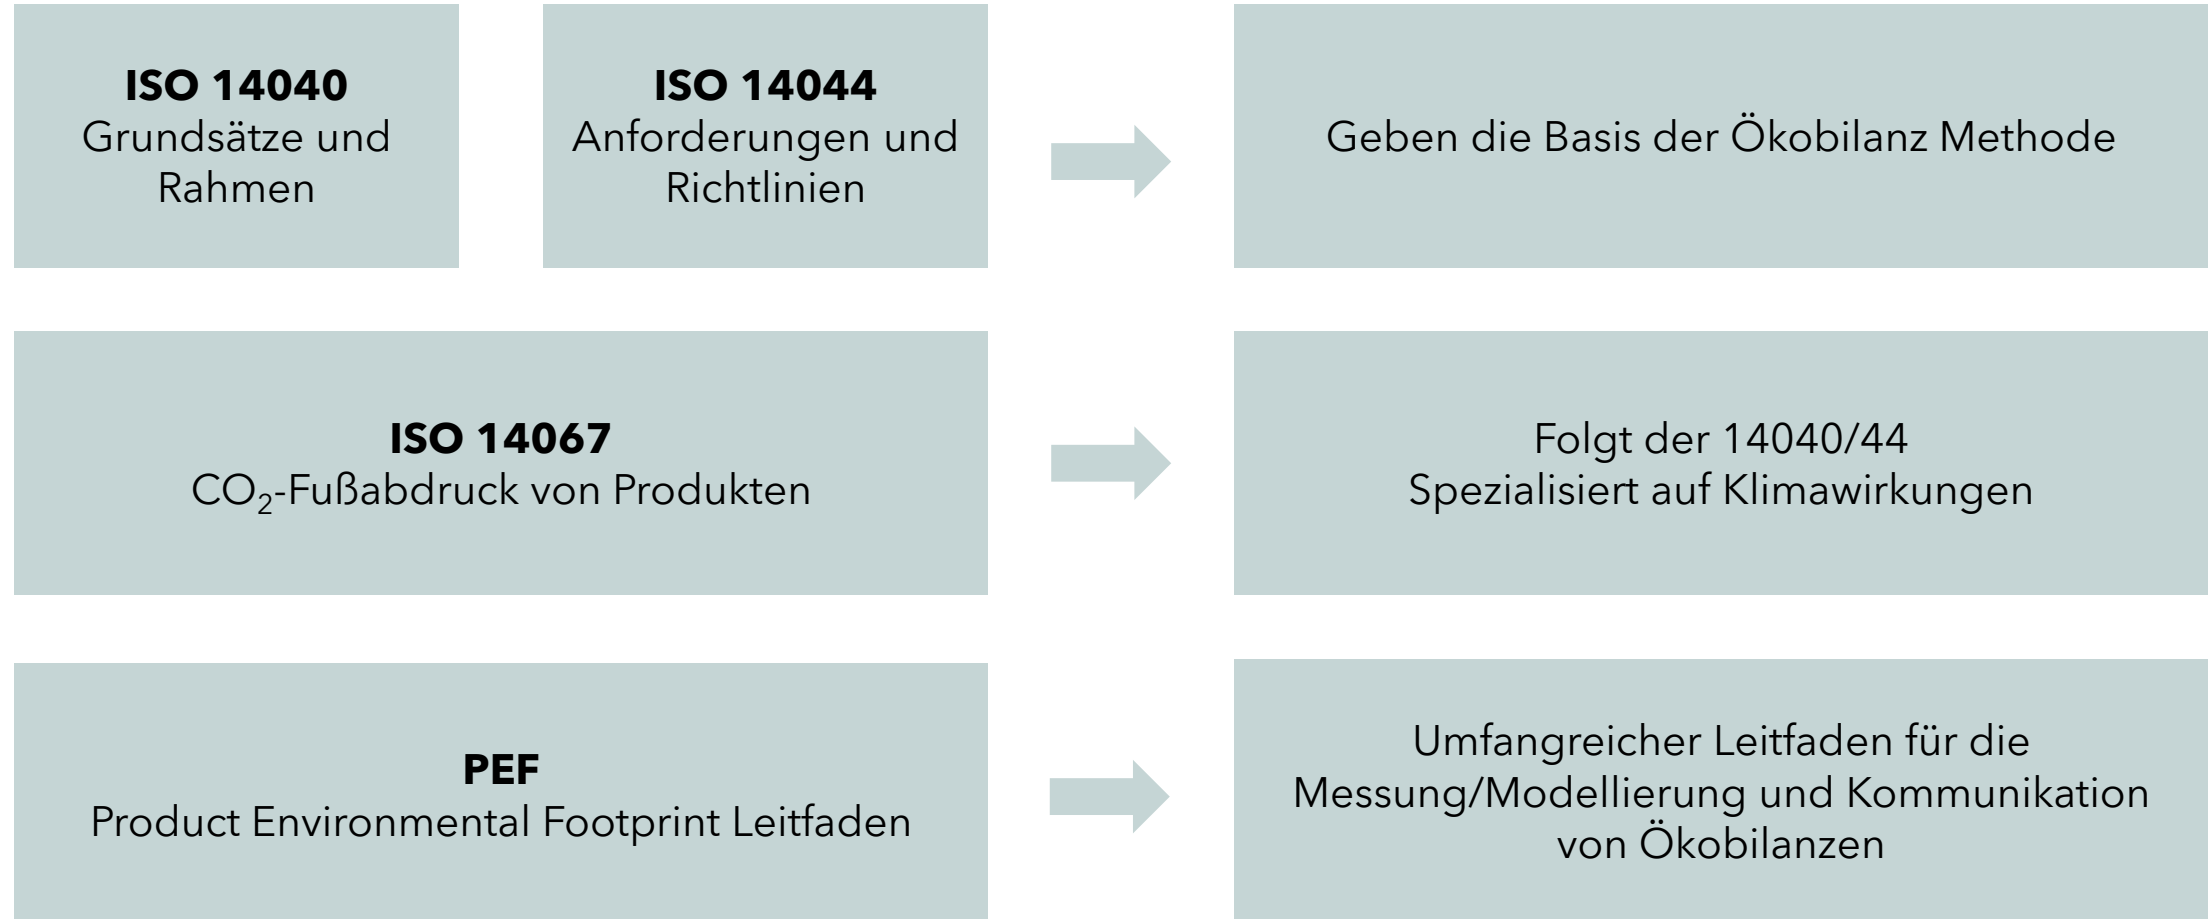 ISO 14040
Grundsätze und
Rahmen
ISO 14044
Anforderungen und
Richtlinien
Geben die Basis der Ökobilanz Methode
ISO 14067
CO₂-Fußabdruck von Produkten
Folgt der 14040/44
Spezialisiert auf Klimawirkungen
PEF
Product Environmental Footprint Leitfaden
Umfangreicher Leitfaden für die
Messung/Modellierung und Kommunikation
von Ökobilanzen